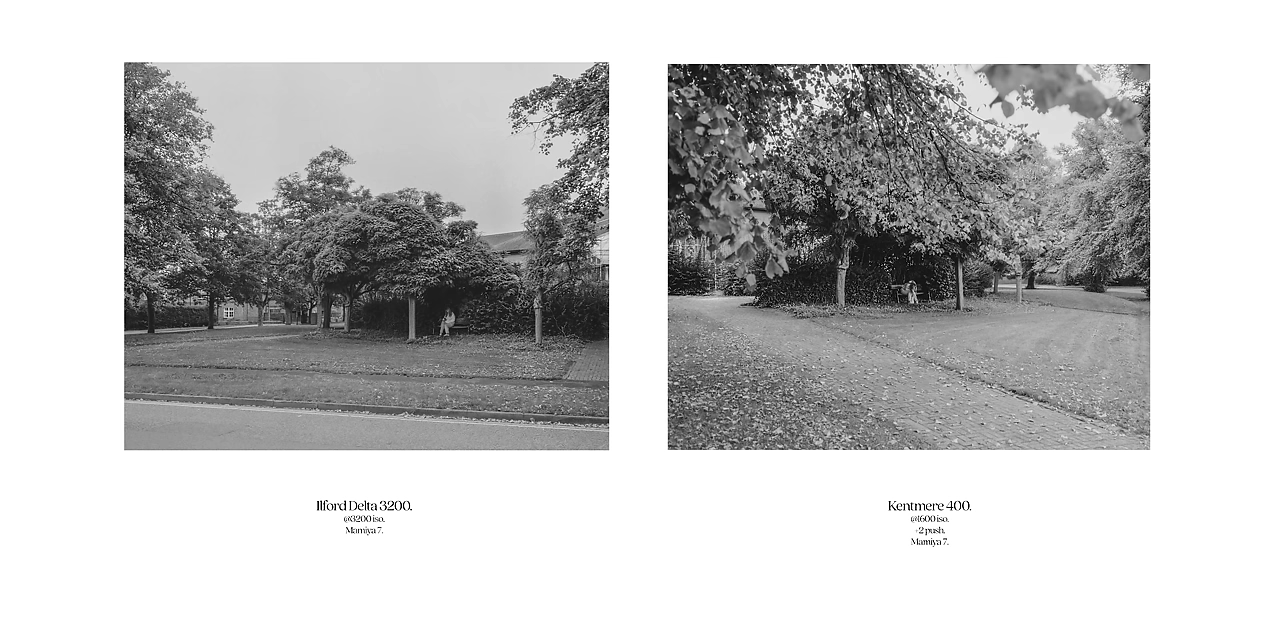 Ilford Delta 3200.
@3200 iso.
Mamiya 7.
Kentmere 400.
@1600 iso.
+2 push.
Mamiya 7.